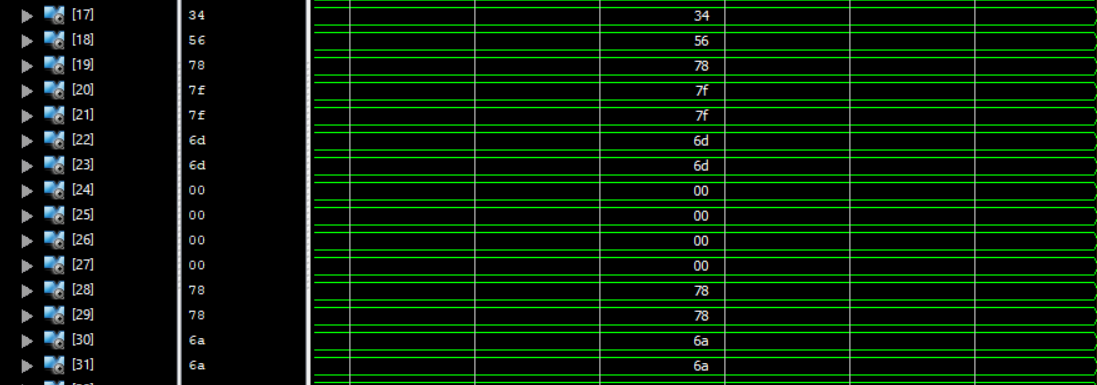 [17] 34 34
[18] 56 56
[19] 78 78
[20] 7f 7f
[21] 7f 7f
[22] 6d 6d
[23] 6d 6d
[24] 00 00
[25] 00 00
[26] 00 00
[27] 00 00
[28] 78 78
[29] 78 78
[30] 6a 6a
[31] 6a 6a